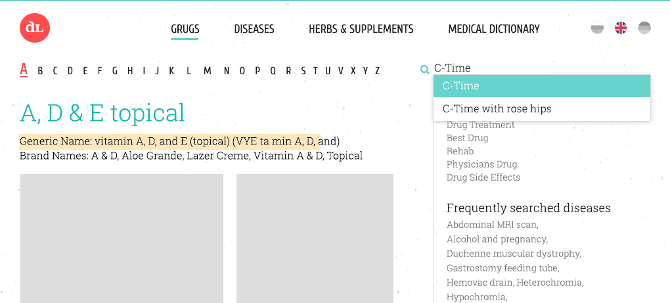 DL
GRUGS DISEASES HERBS & SUPPLEMENTS MEDICAL DICTIONARY
A B C D E F G H I J K L M N O P Q R S T U V X Y Z
C-Time
C-Time
C-Time with rose hips
A, D & E topical
Generic Name: vitamin A, D, and E (topical) (VYE ta min A, D, and)
Brand Names: A & D, Aloe Grande, Lazer Creme, Vitamin A & D, Topical
Drug Treatment
Best Drug
Rehab
Physicians Drug
Drug Side Effects
Frequently searched diseases
Abdominal MRI scan,
Alcohol and pregnancy,
Duchenne muscular dystrophy,
Gastrostomy feeding tube,
Hemovac drain, Heterochromia,
Hypochromia,